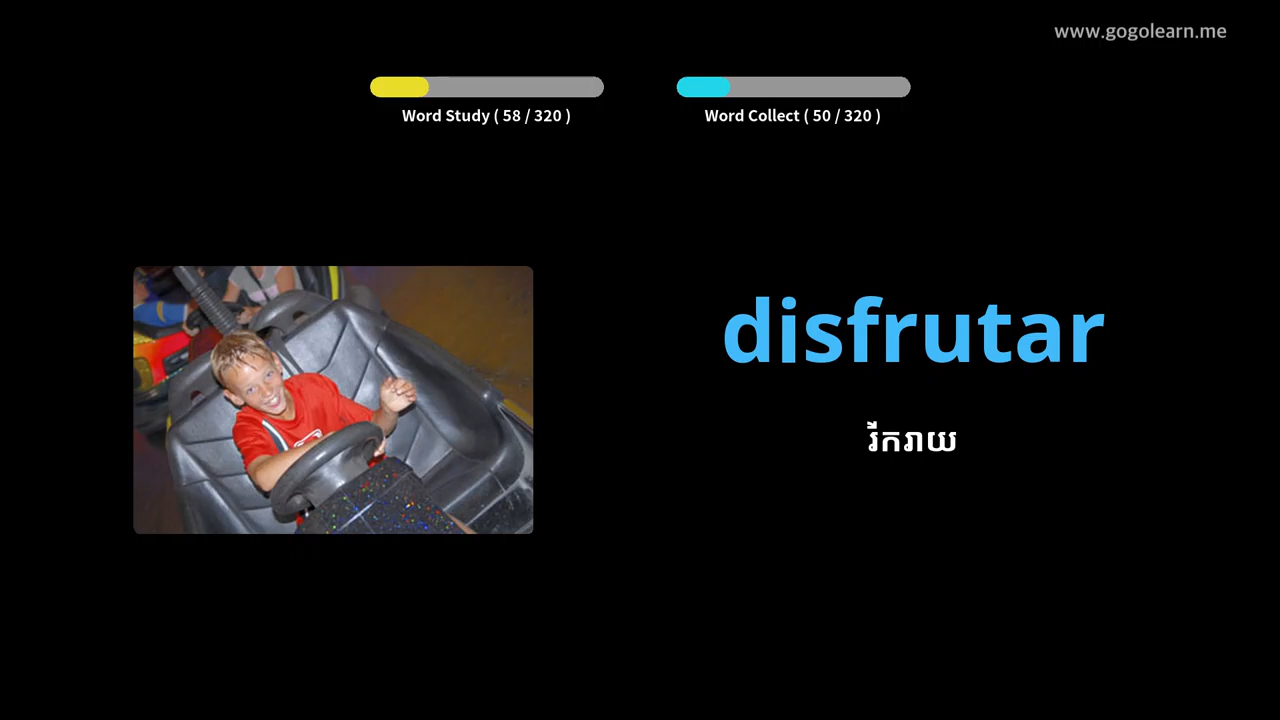 www.gogolearn.me
Word Study ( 58 / 320 )
Word Collect ( 50 / 320 )
disfrutar
រីករាយ